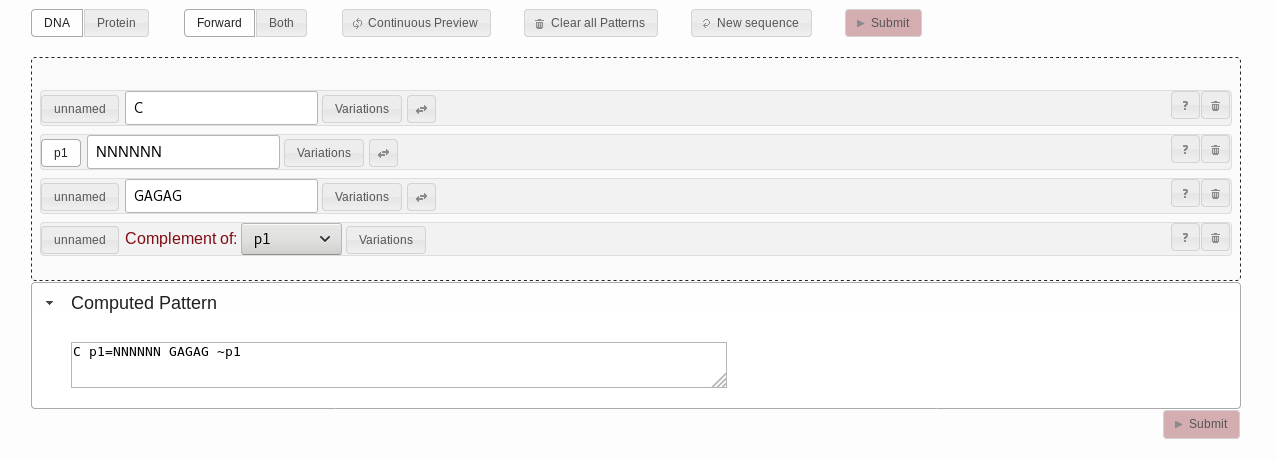 DNA Protein Forward Both Continuous Preview Clear all Patterns New sequence Submit
unnamed C Variations ?
p1 NNNNNN Variations ?
unnamed GAGAG Variations ?
unnamed Complement of: p1 Variations ?
Computed Pattern
C p1=NNNNNN GAGAG ~p1
Submit